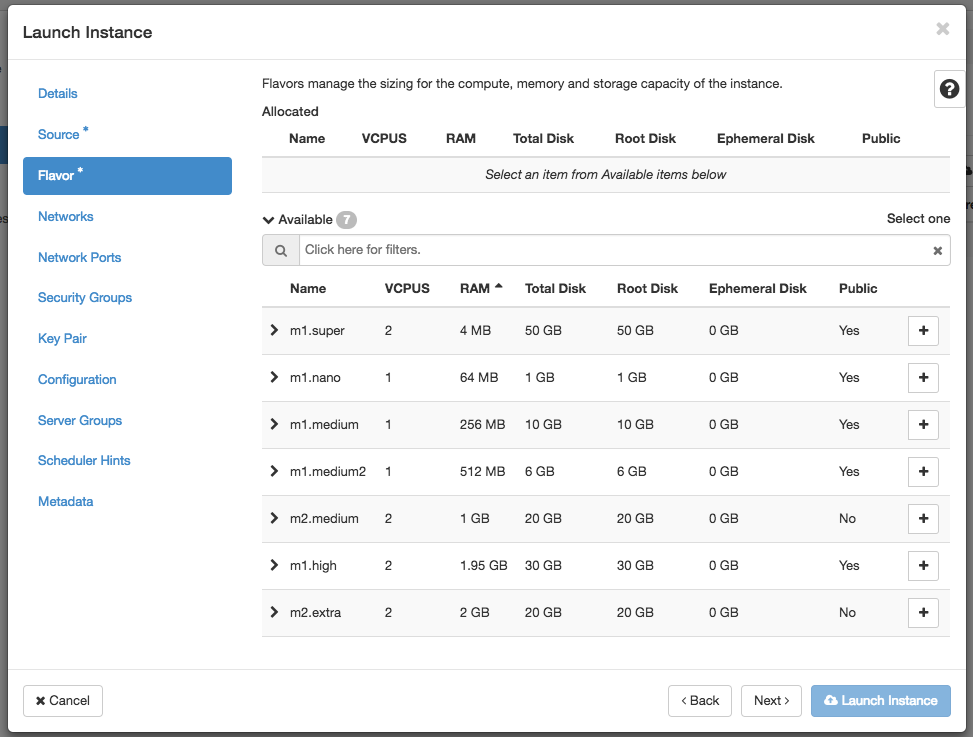 Launch Instance
Details
Source *
Flavor *
Networks
Network Ports
Security Groups
Key Pair
Configuration
Server Groups
Scheduler Hints
Metadata
Flavors manage the sizing for the compute, memory and storage capacity of the instance.
Allocated
Name VCPUS RAM Total Disk Root Disk Ephemeral Disk Public
Select an item from Available items below
Available 7 Select one
Click here for filters.
Name VCPUS RAM Total Disk Root Disk Ephemeral Disk Public
m1.super 2 4 MB 50 GB 50 GB 0 GB Yes
m1.nano 1 64 MB 1 GB 1 GB 0 GB Yes
m1.medium 1 256 MB 10 GB 10 GB 0 GB Yes
m1.medium2 1 512 MB 6 GB 6 GB 0 GB Yes
m2.medium 2 1 GB 20 GB 20 GB 0 GB No
m1.high 2 1.95 GB 30 GB 30 GB 0 GB Yes
m2.extra 2 2 GB 20 GB 20 GB 0 GB No
Cancel
Back
Next
Launch Instance